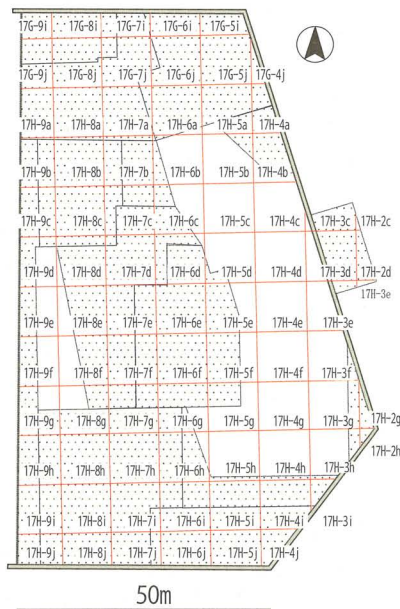 17G-9i 17G-8i 17G-7i 17G-6i 17G-5i
17G-9j 17G-8j 17G-7j 17G-6j 17G-5j 17G-4j
17H-9a 17H-8a 17H-7a 17H-6a 17H-5a 17H-4a
17H-9b 17H-8b 17H-7b 17H-6b 17H-5b 17H-4b
17H-9c 17H-8c 17H-7c 17H-6c 17H-5c 17H-4c 17H-3c 17H-2c
17H-9d 17H-8d 17H-7d 17H-6d 17H-5d 17H-4d 17H-3d 17H-2d
17H-3e
17H-9e 17H-8e 17H-7e 17H-6e 17H-5e 17H-4e 17H-3e
17H-9f 17H-8f 17H-7f 17H-6f 17H-5f 17H-4f 17H-3f
17H-9g 17H-8g 17H-7g 17H-6g 17H-5g 17H-4g 17H-3g 17H-2g
17H-2h
17H-9h 17H-8h 17H-7h 17H-6h 17H-5h 17H-4h 17H-3h
17H-9i 17H-8i 17H-7i 17H-6i 17H-5i 17H-4i 17H-3i
17H-9j 17H-8j 17H-7j 17H-6j 17H-5j 17H-4j
50m